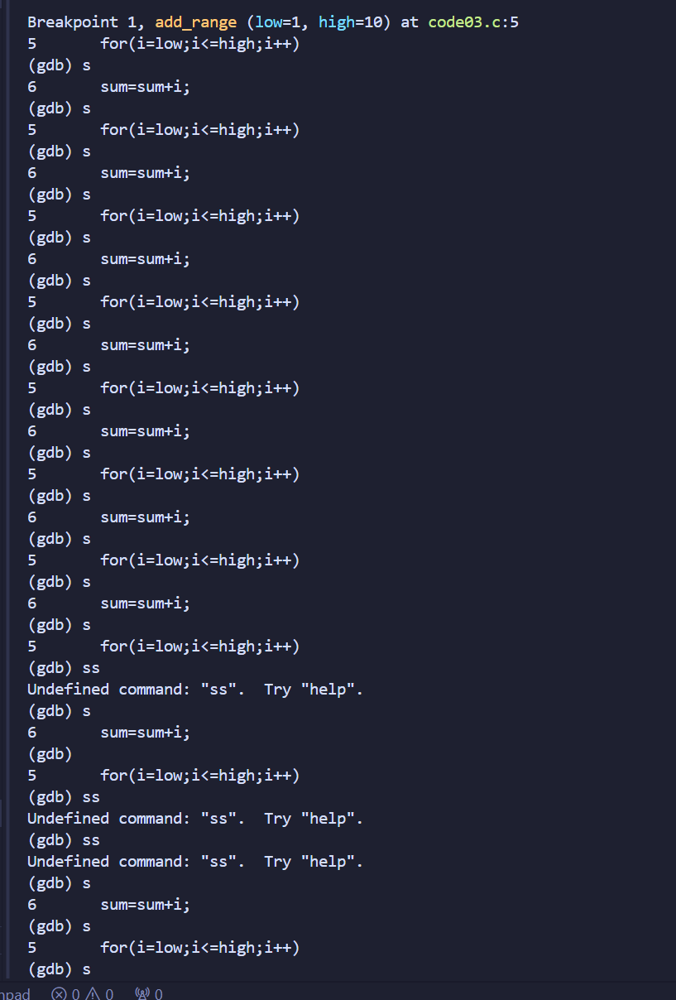 Breakpoint 1, add_range (low=1, high=10) at code03.c:5
5       for(i=low;i<=high;i++)
(gdb) s
6       sum=sum+i;
(gdb) s
5       for(i=low;i<=high;i++)
(gdb) s
6       sum=sum+i;
(gdb) s
5       for(i=low;i<=high;i++)
(gdb) s
6       sum=sum+i;
(gdb) s
5       for(i=low;i<=high;i++)
(gdb) s
6       sum=sum+i;
(gdb) s
5       for(i=low;i<=high;i++)
(gdb) s
6       sum=sum+i;
(gdb) s
5       for(i=low;i<=high;i++)
(gdb) s
6       sum=sum+i;
(gdb) s
5       for(i=low;i<=high;i++)
(gdb) s
6       sum=sum+i;
(gdb) s
5       for(i=low;i<=high;i++)
(gdb) ss
Undefined command: "ss".  Try "help".
(gdb) s
6       sum=sum+i;
(gdb)
5       for(i=low;i<=high;i++)
(gdb) ss
Undefined command: "ss".  Try "help".
(gdb) ss
Undefined command: "ss".  Try "help".
(gdb) s
6       sum=sum+i;
(gdb) s
5       for(i=low;i<=high;i++)
(gdb) s
0 0 0